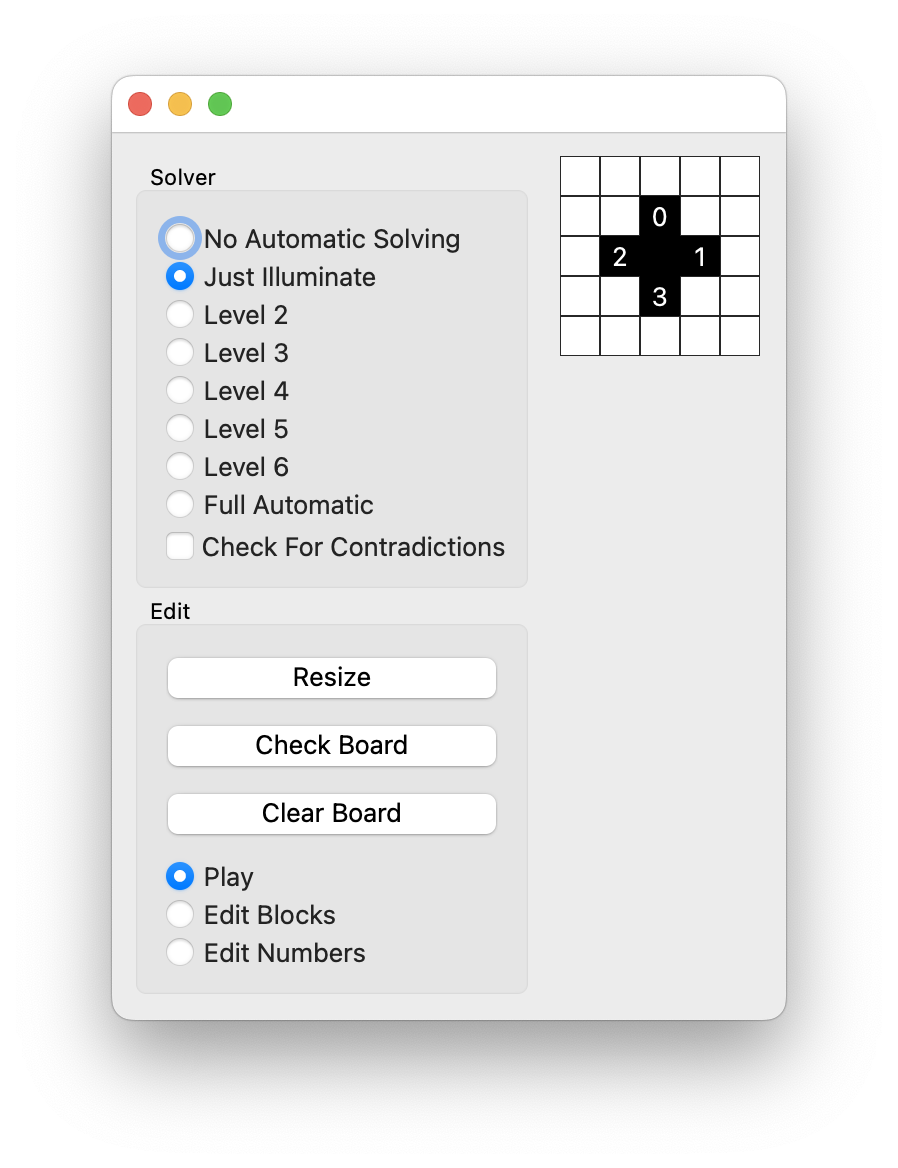 Solver
No Automatic Solving
Just Illuminate
Level 2
Level 3
Level 4
Level 5
Level 6
Full Automatic
Check For Contradictions
Edit
Resize
Check Board
Clear Board
Play
Edit Blocks
Edit Numbers
0
2 1
3